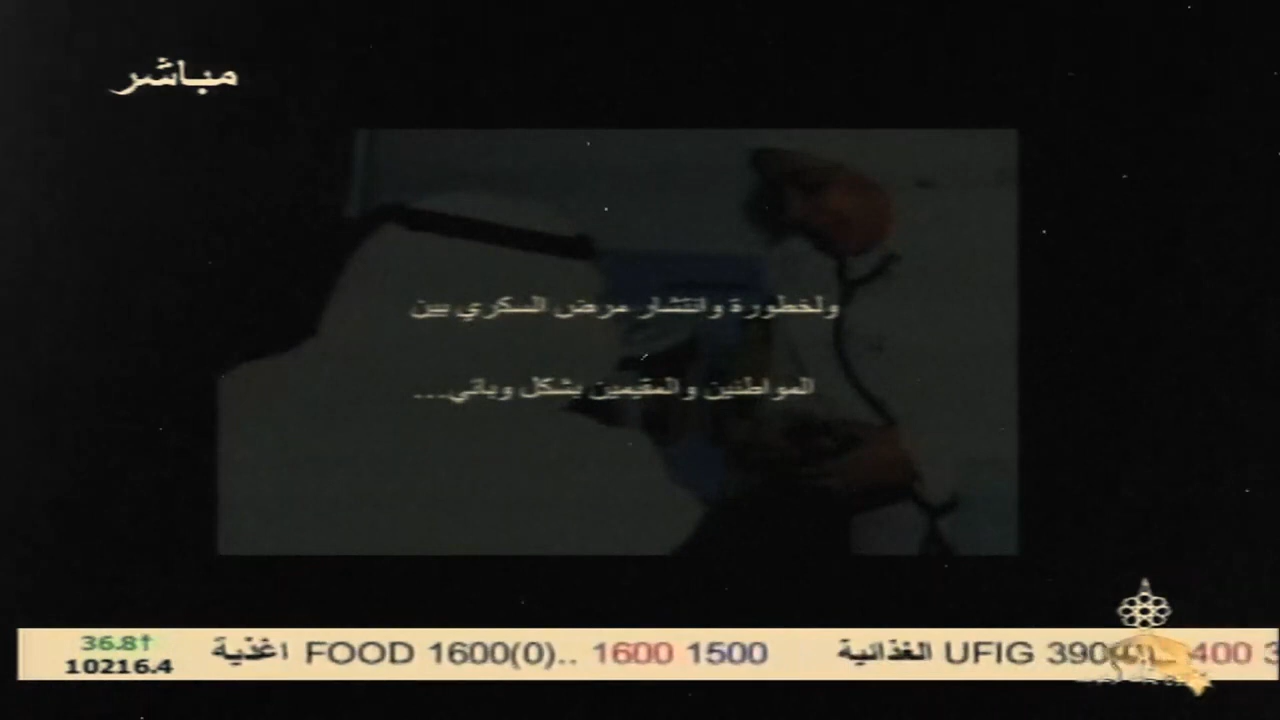 مباشر
ولخطورة وانتشار مرض السكري بين
المواطنين والمقيمين بشكل وبائي...
36.8↑
10216.4
اغذية FOOD 1600(0).. 1600 1500 الغذائية UFIG 390 400